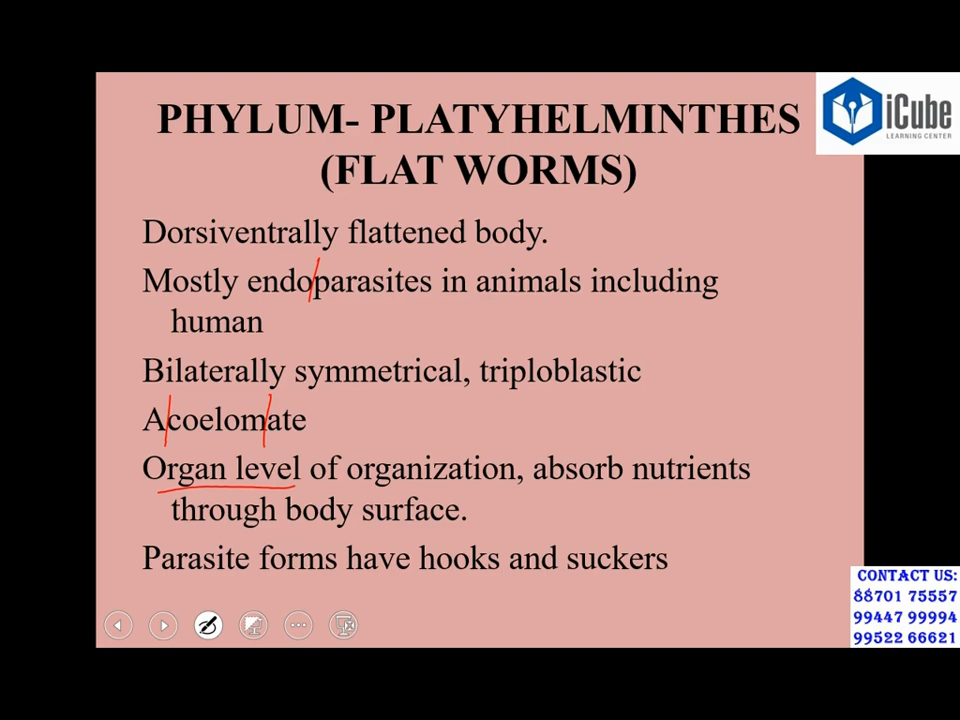 PHYLUM- PLATYHELMINTHES
(FLAT WORMS)
iCube
LEARNING CENTER
Dorsiventrally flattened body.
Mostly endoparasites in animals including
human
Bilaterally symmetrical, triploblastic
Acoelomate
Organ level of organization, absorb nutrients
through body surface.
Parasite forms have hooks and suckers
CONTACT US:
88701 75557
99447 99994
99522 66621